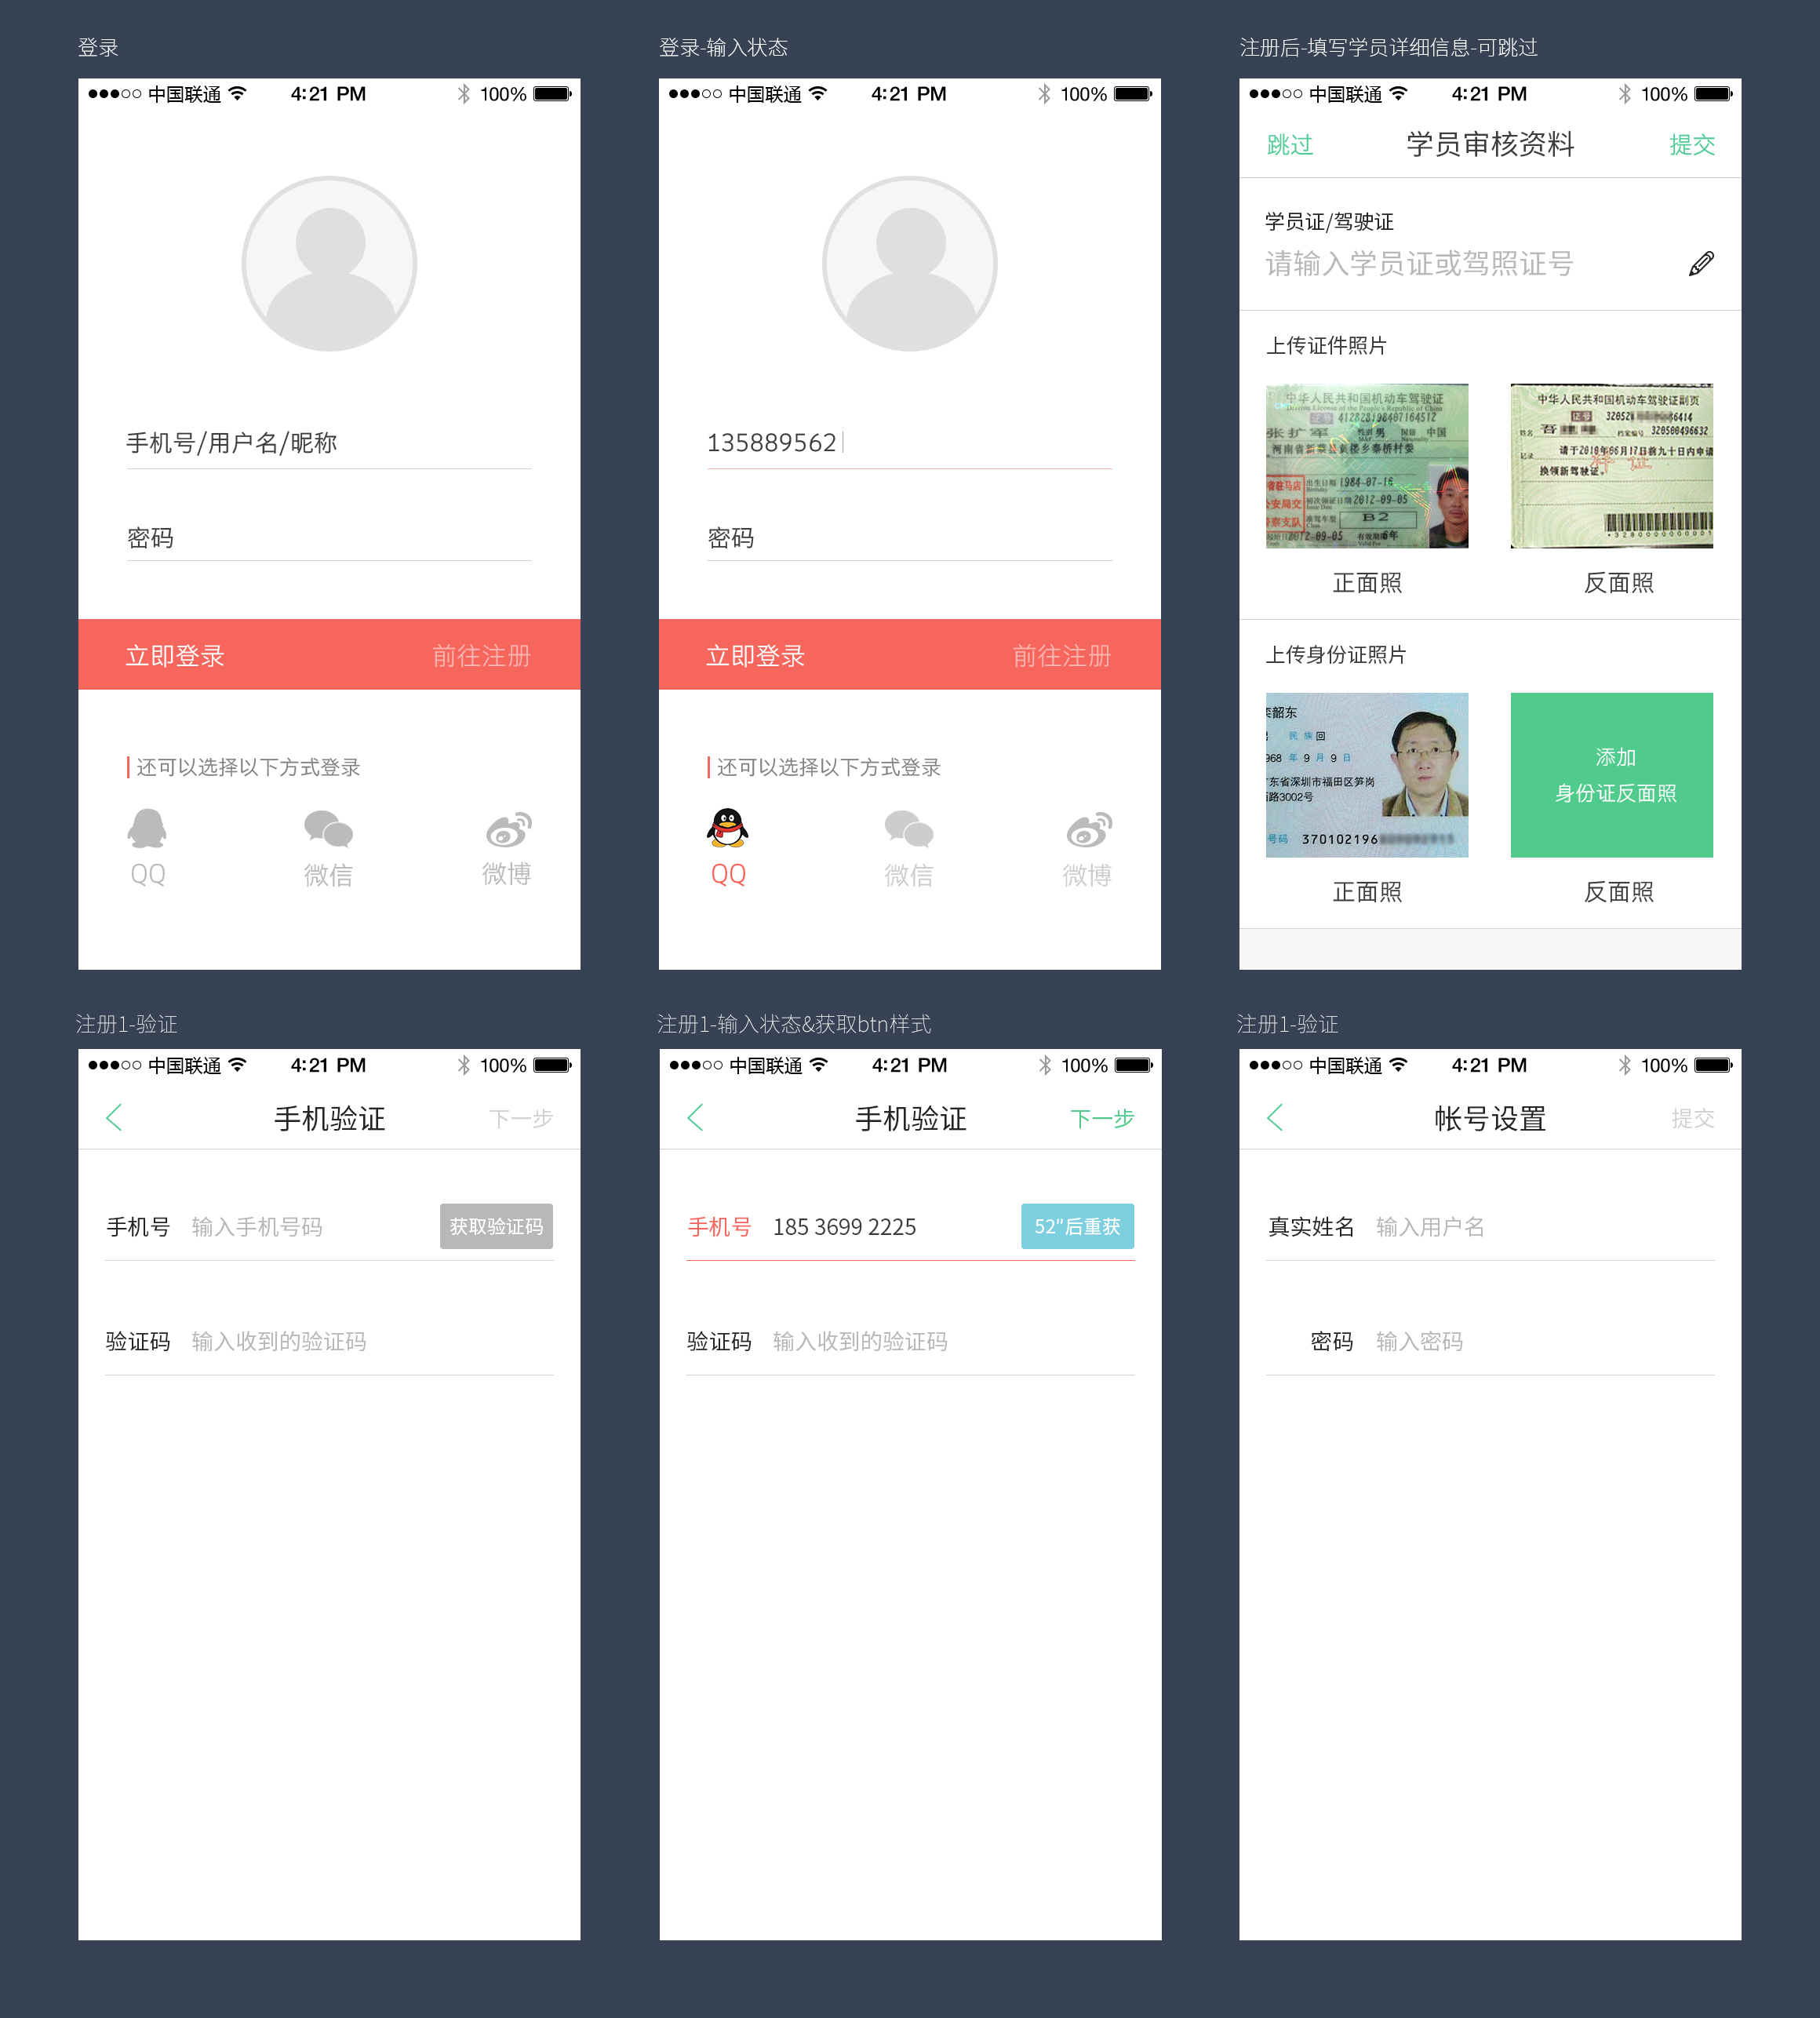 登录
中国联通 4:21 PM 100%
手机号/用户名/昵称
密码
立即登录 前往注册
还可以选择以下方式登录
QQ 微信 微博
登录-输入状态
中国联通 4:21 PM 100%
135889562
密码
立即登录 前往注册
还可以选择以下方式登录
QQ 微信 微博
注册后-填写学员详细信息-可跳过
中国联通 4:21 PM 100%
跳过 学员审核资料 提交
学员证/驾驶证
请输入学员证或驾照证号
上传证件照片
中华人民共和国机动车驾驶证
中华人民共和国机动车驾驶证副页
正面照 反面照
上传身份证照片
添加
身份证反面照
正面照 反面照
注册1-验证
中国联通 4:21 PM 100%
手机验证 下一步
手机号 输入手机号码 获取验证码
验证码 输入收到的验证码
注册1-输入状态&获取btn样式
中国联通 4:21 PM 100%
手机验证 下一步
手机号 185 3699 2225 52″后重获
验证码 输入收到的验证码
注册1-验证
中国联通 4:21 PM 100%
帐号设置 提交
真实姓名 输入用户名
密码 输入密码